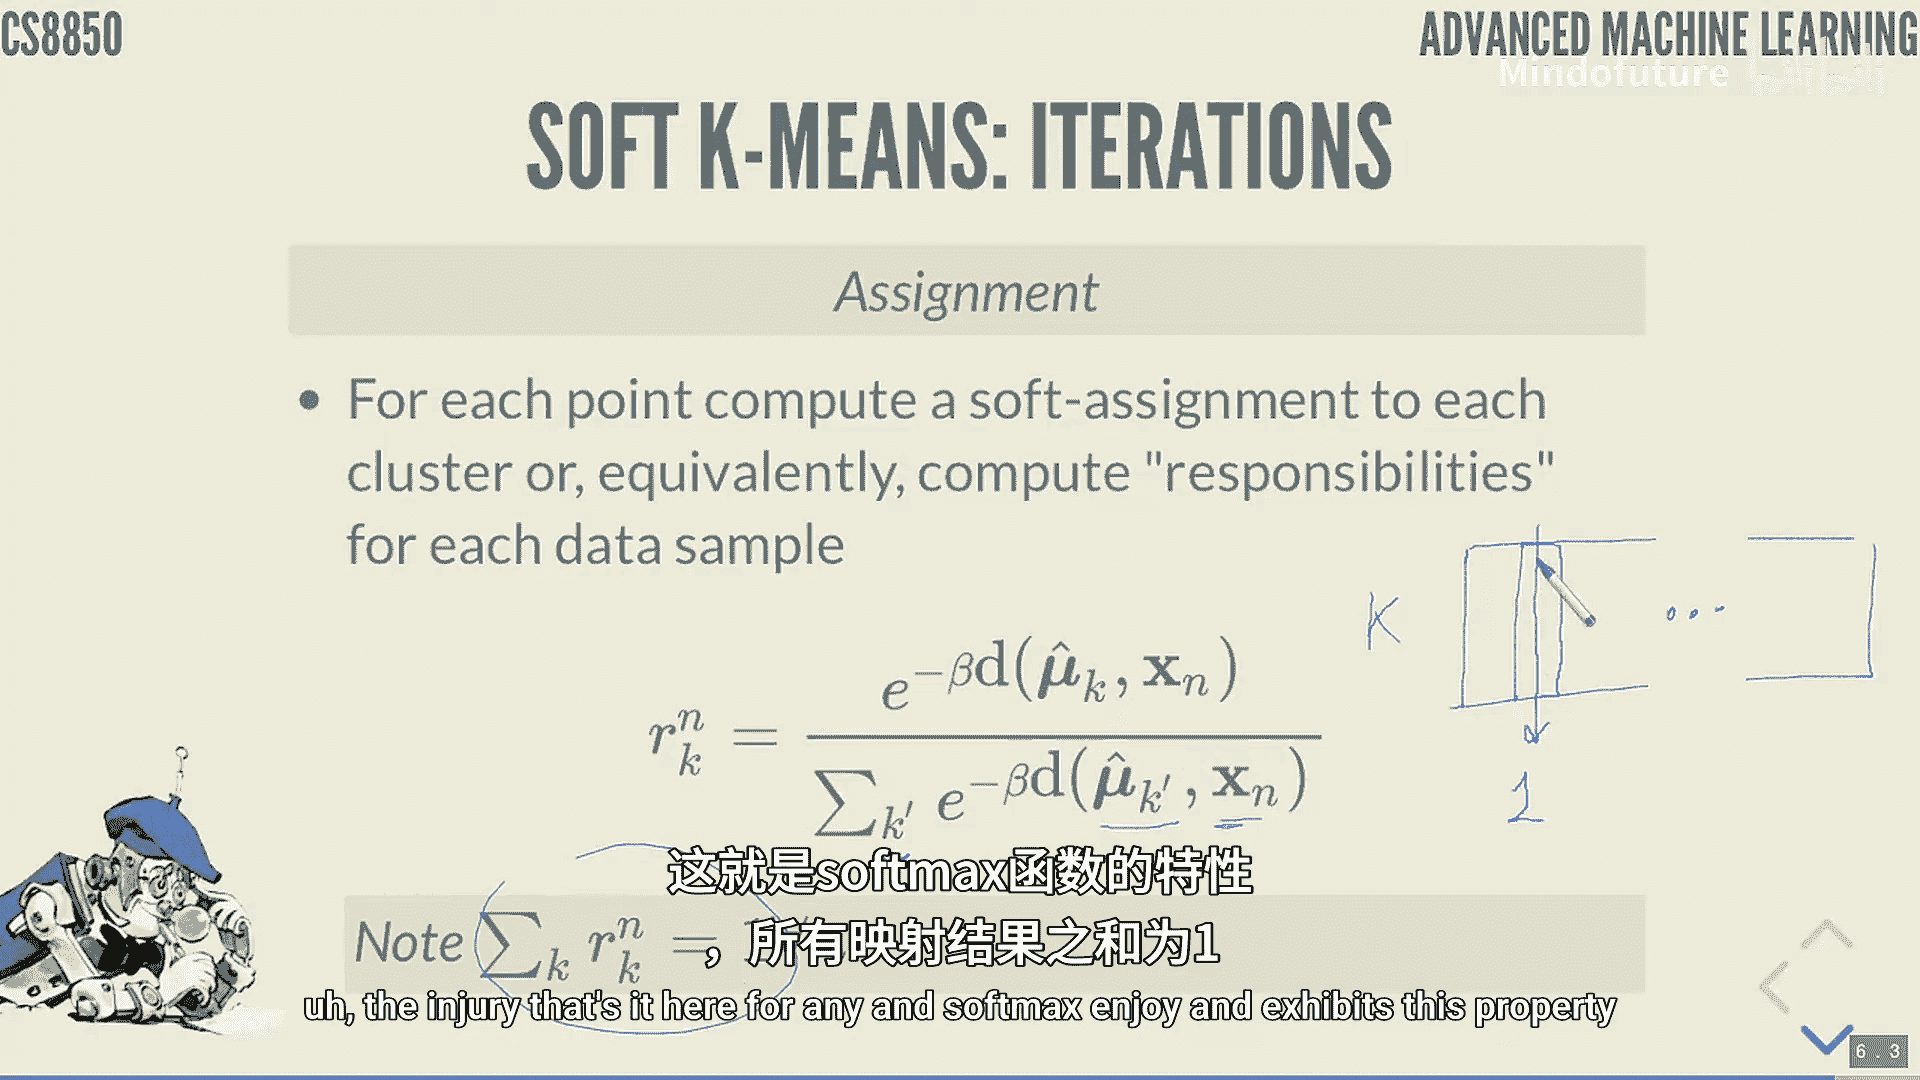 CS8850
ADVANCED MACHINE LEARNING
Mindofuture
SOFT K-MEANS: ITERATIONS
Assignment
• For each point compute a soft-assignment to each
cluster or, equivalently, compute "responsibilities"
for each data sample
K
...
r_k^n = e^{-βd(μ̂_k, x_n)} / ∑_{k'} e^{-βd(μ̂_{k'}, x_n)}
1
这就是softmax函数的特性
Note ∑_k r_k^n =
，所有映射结果之和为1
uh, the injury that's it here for any and softmax enjoy and exhibits this property
6.3